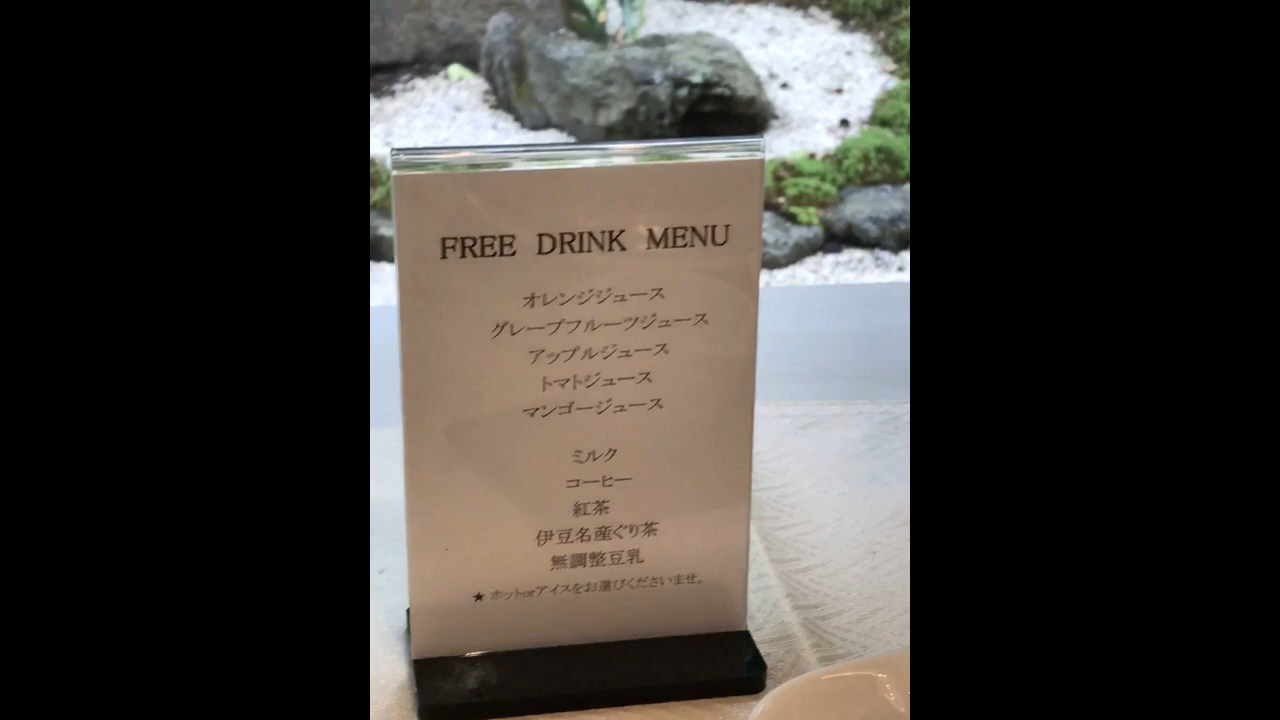 FREE DRINK MENU
オレンジジュース
グレープフルーツジュース
アップルジュース
トマトジュース
マンゴージュース
ミルク
コーヒー
紅茶
伊豆名産ぐり茶
無調整豆乳
★ホットorアイスをお選びくださいませ。